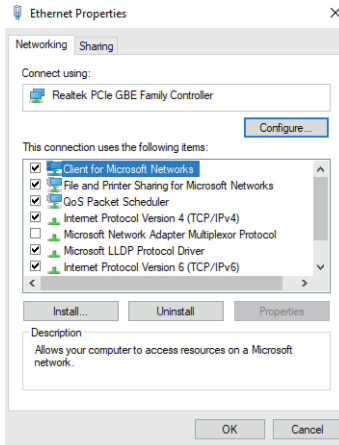 Ethernet Properties
Networking
Sharing
Connect using:
Realtek PCIe GBE Family Controller
Configure...
This connection uses the following items:
Client for Microsoft Networks
File and Printer Sharing for Microsoft Networks
QoS Packet Scheduler
Internet Protocol Version 4 (TCP/IPv4)
Microsoft Network Adapter Multiplexor Protocol
Microsoft LLDP Protocol Driver
Internet Protocol Version 6 (TCP/IPv6)
Install...
Uninstall
Properties
Description
Allows your computer to access resources on a Microsoft
network.
OK
Cancel